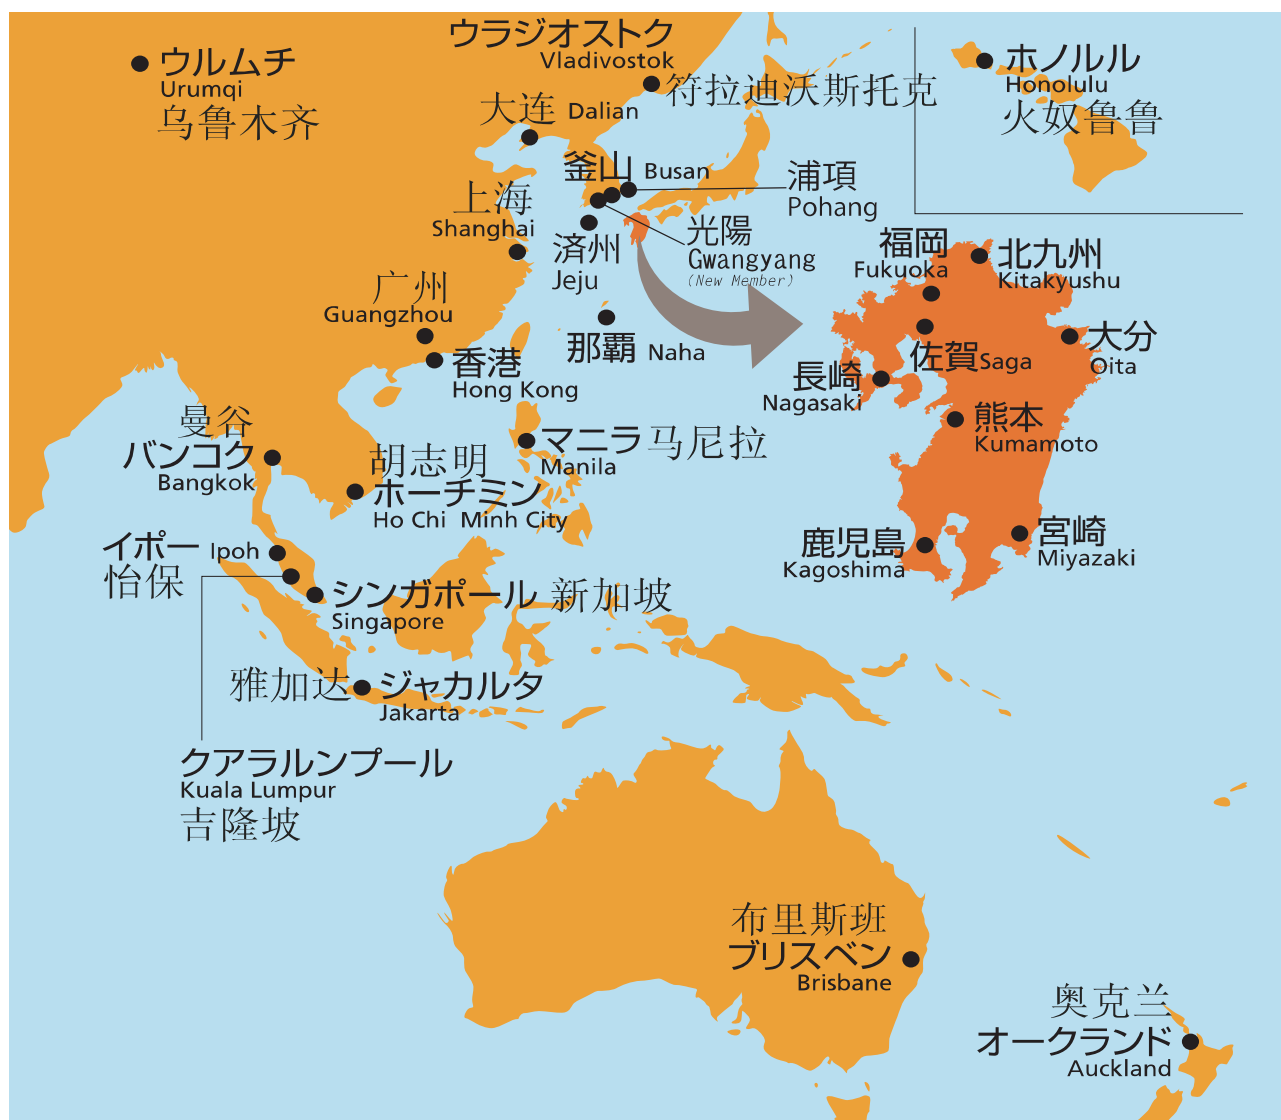 ウラジオストク
Vladivostok
符拉迪沃斯托克
ウルムチ
Urumqi
乌鲁木齐
大连 Dalian
ホノルル
Honolulu
火奴鲁鲁
釜山 Busan
浦項
Pohang
上海
Shanghai
済州
Jeju
光陽
Gwangyang
(New Member)
广州
Guangzhou
香港
Hong Kong
那覇 Naha
福岡
Fukuoka
北九州
Kitakyushu
佐賀 Saga
大分
Oita
長崎
Nagasaki
熊本
Kumamoto
鹿児島
Kagoshima
宮崎
Miyazaki
曼谷
バンコク
Bangkok
胡志明
ホーチミン
Ho Chi Minh City
マニラ 马尼拉
Manila
イポー Ipoh
怡保
シンガポール 新加坡
Singapore
雅加达 ジャカルタ
Jakarta
クアラルンプール
Kuala Lumpur
吉隆坡
布里斯班
ブリスベン
Brisbane
奥克兰
オークランド
Auckland